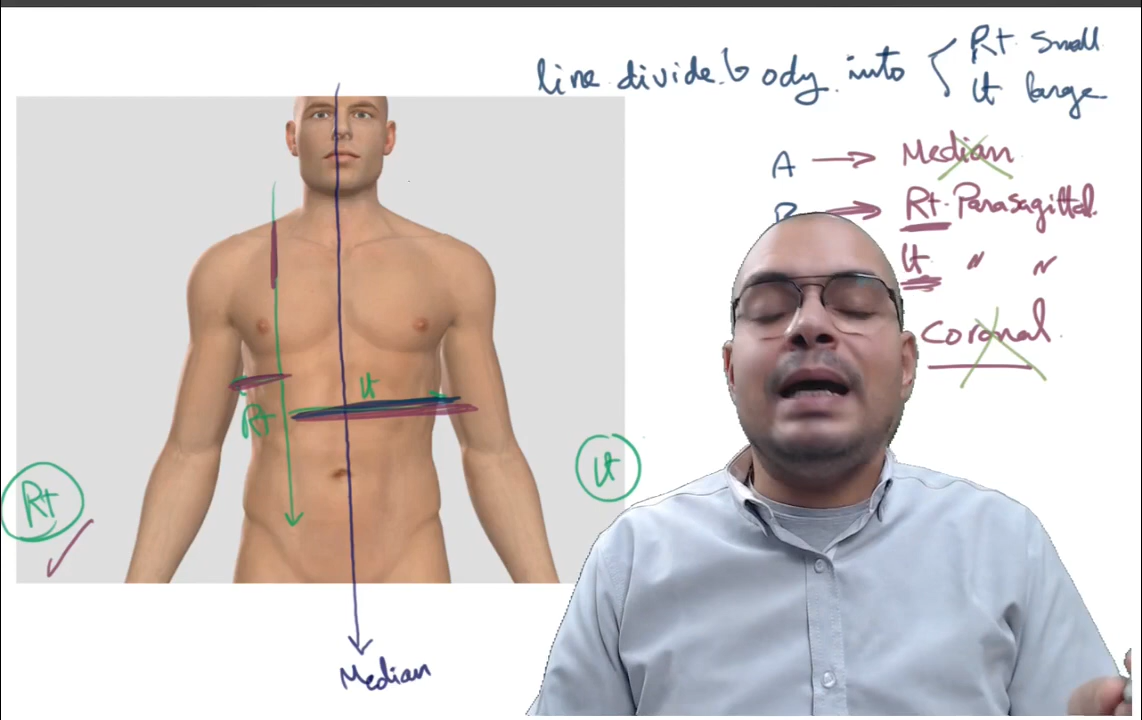 line divide body into
Rt small
lt large
A → Median
B → Rt. Parasagittal
lt " "
Coronal
lt
Rt
lt
Rt
Median